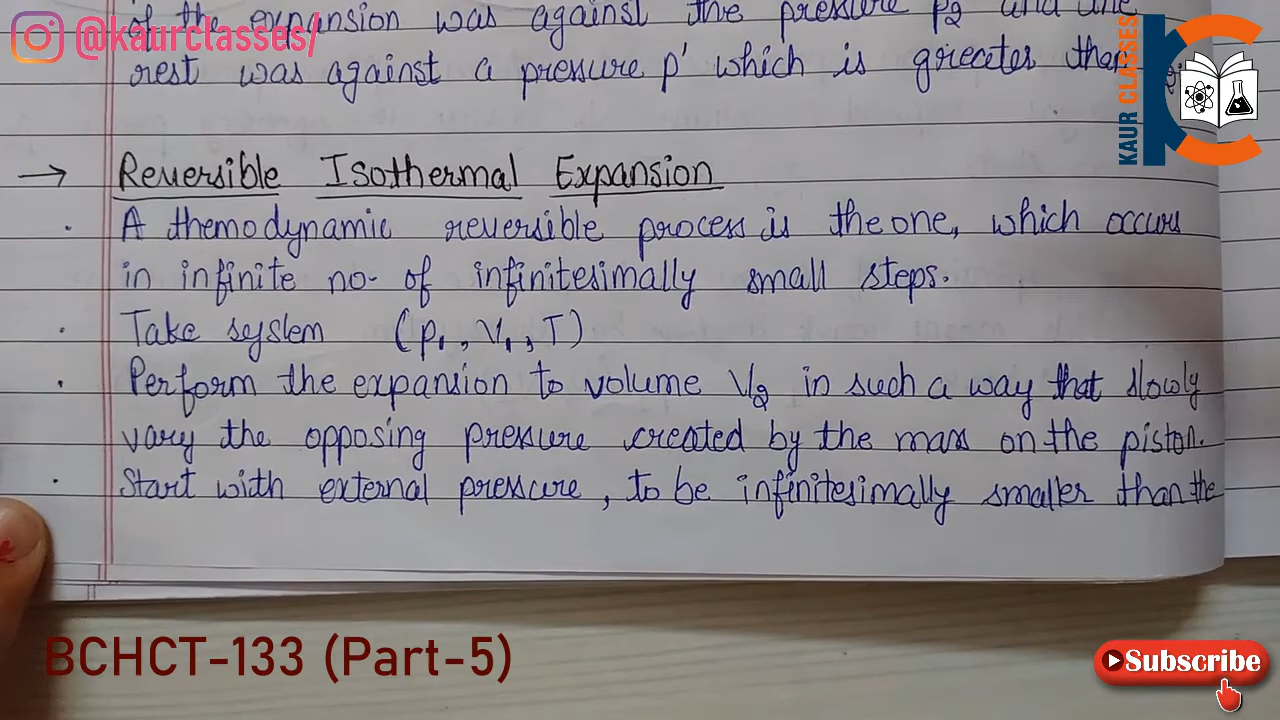 of the expansion was against the pressure p2 and the
@kaurclasses/
rest was against a pressure p' which is greater than
KAUR CLASSES
→ Reversible Isothermal Expansion
. A themodynamic reversible process is the one, which occurs
in infinite no. of infinitesimally small steps.
. Take system (p1, V1, T)
. Perform the expansion to volume V2 in such a way that slowly
vary the opposing pressure created by the mass on the piston.
. Start with external pressure, to be infinitesimally smaller than the
BCHCT-133 (Part-5)
Subscribe